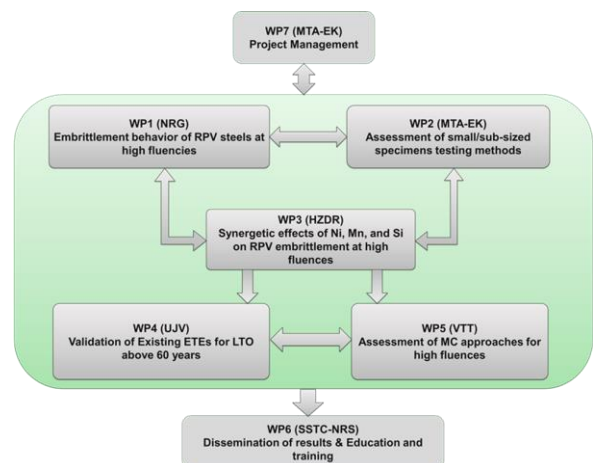 WP7 (MTA-EK)
Project Management
WP1 (NRG)
Embrittlement behavior of RPV steels at
high fluencies
WP2 (MTA-EK)
Assessment of small/sub-sized
specimens testing methods
WP3 (HZDR)
Synergetic effects of Ni, Mn, and Si
on RPV embrittlement at high
fluences
WP4 (UJV)
Validation of Existing ETEs for LTO
above 60 years
WP5 (VTT)
Assessment of MC approaches for
high fluences
WP6 (SSTC-NRS)
Dissemination of results & Education and
training